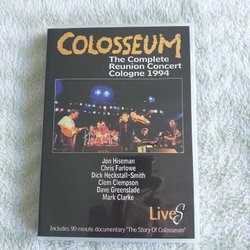 COLOSSEUM
The Complete
Reunion Concert
Cologne 1994
Jon Hiseman
Chris Farlowe
Dick Heckstall-Smith
Clem Clempson
Dave Greenslade
Mark Clarke
LiveS
Includes 90 minute documentary "The Story Of Colosseum"